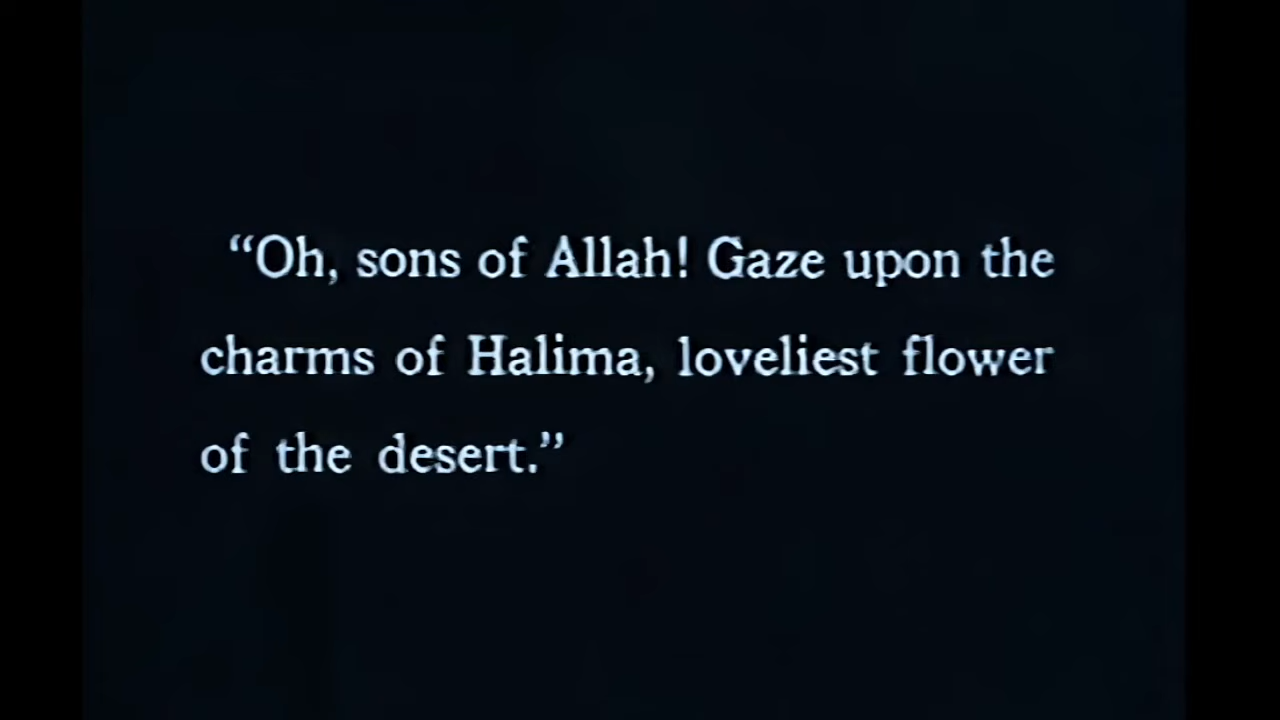 “Oh, sons of Allah! Gaze upon the
charms of Halima, loveliest flower
of the desert.”